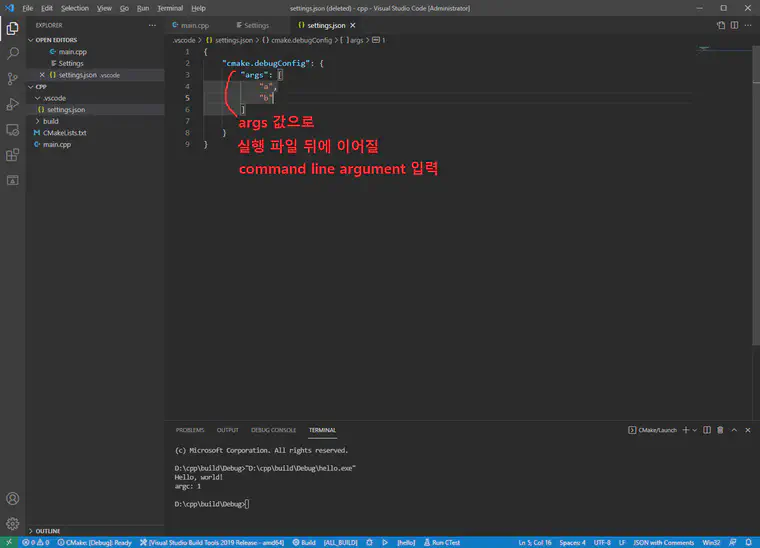 File Edit Selection View Go Run Terminal Help
settings.json (deleted) - cpp - Visual Studio Code [Administrator]
EXPLORER
OPEN EDITORS
main.cpp
Settings
settings.json .vscode
CPP
.vscode
settings.json
build
CMakeLists.txt
main.cpp
OUTLINE
main.cpp Settings settings.json
.vscode > settings.json > cmake.debugConfig > args > 1
1 {
2 "cmake.debugConfig": {
3 "args": [
4 "a",
5 "b"
6 ]
7
8 }
9 }
args 값으로
실행 파일 뒤에 이어질
command line argument 입력
PROBLEMS OUTPUT DEBUG CONSOLE TERMINAL
CMake/Launch
(c) Microsoft Corporation. All rights reserved.
D:\cpp\build\Debug>"D:\cpp\build\Debug\hello.exe"
Hello, world!
argc: 1
D:\cpp\build\Debug>
0 0 CMake: [Debug]: Ready [Visual Studio Build Tools 2019 Release - amd64] Build [ALL_BUILD] [hello] Run CTest Ln 5, Col 16 Spaces: 4 UTF-8 LF JSON with Comments Win32